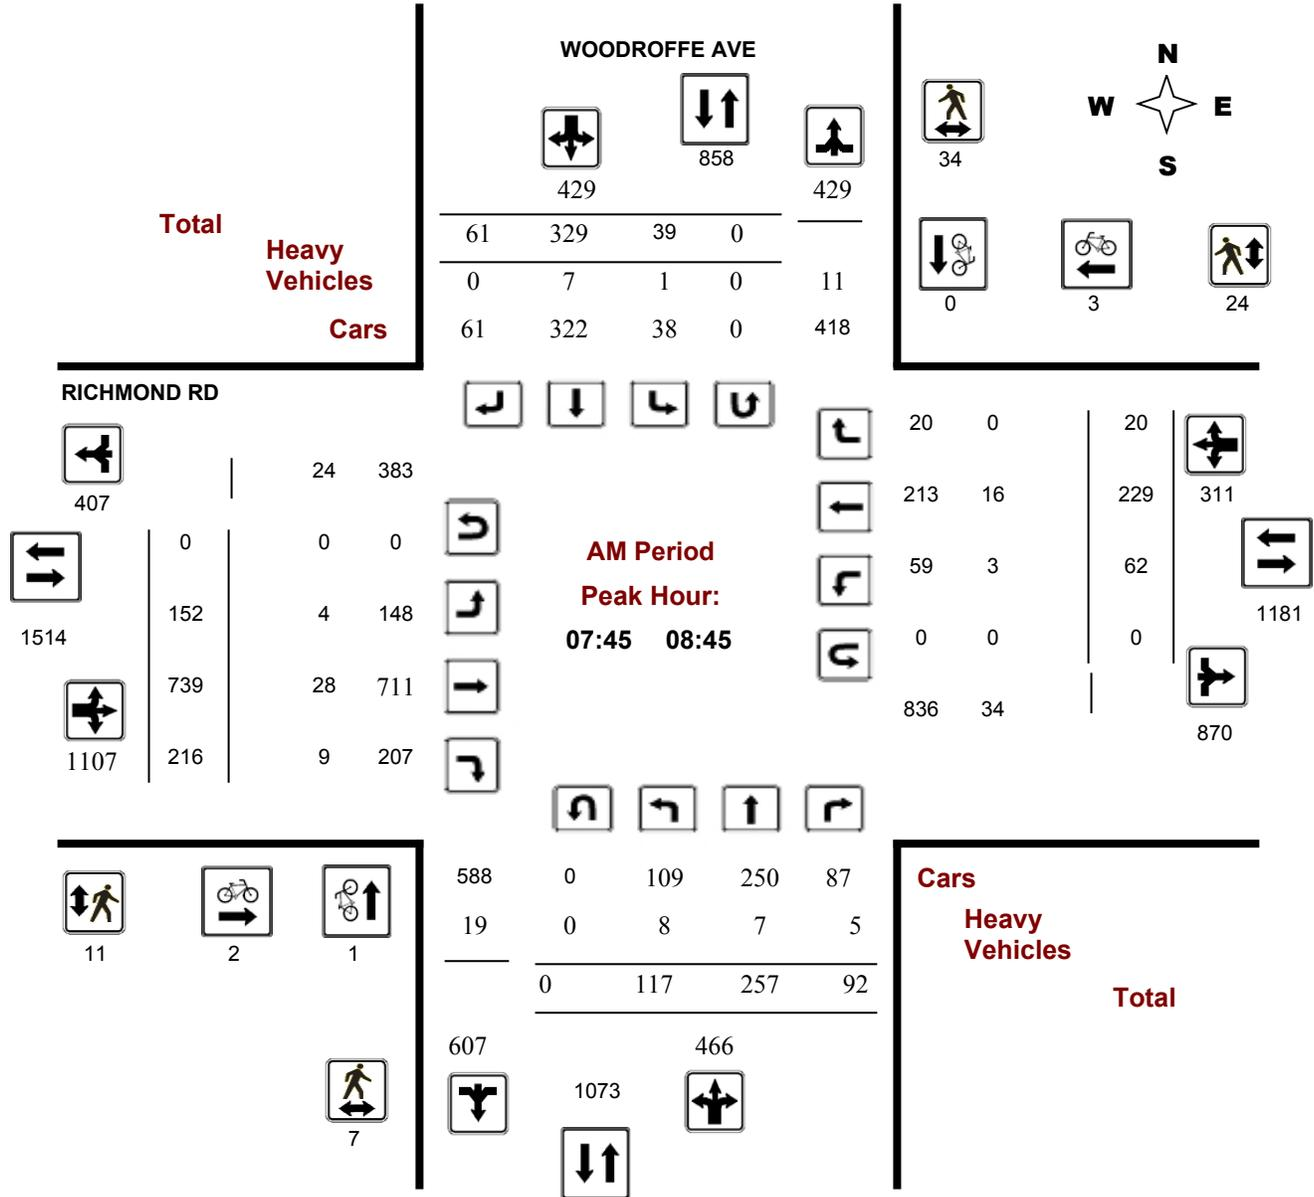 WOODROFFE AVE
N
W E
S
858
34
429 429
Total
61 329 39 0
Heavy
Vehicles
0 7 1 0 11
0 3 24
Cars
61 322 38 0 418
RICHMOND RD
20 0 20
24 383
407
213 16 229 311
0 0 0
AM Period
59 3 62
Peak Hour:
152 4 148
1181
07:45 08:45
1514
0 0 0
739 28 711
836 34
870
1107 216 9 207
588 0 109 250 87
Cars
19 0 8 7 5
Heavy
Vehicles
11 2 1
0 117 257 92
Total
607 466
1073
7